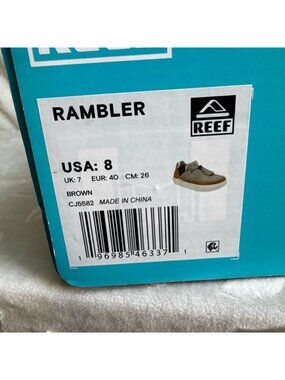 REEF
RAMBLER
REEF
USA: 8
UK: 7 EUR: 40 CM: 26
BROWN
CJ5582 MADE IN CHINA
1 96985 46337 1